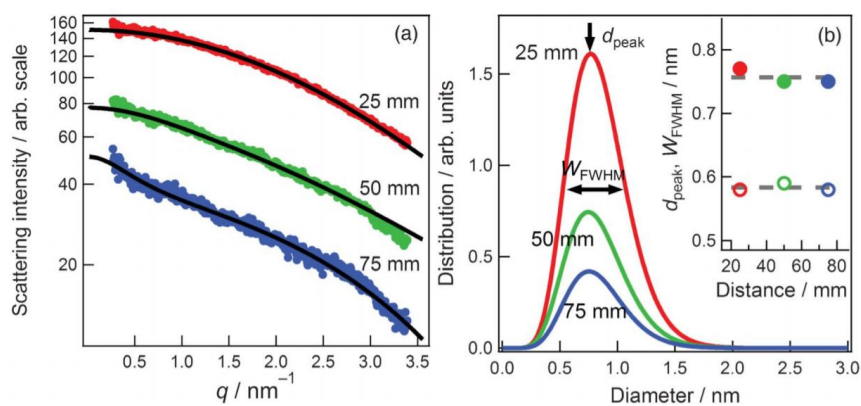 (a)
Scattering intensity / arb. scale
160
140
120
100
80
60
40
20
25 mm
50 mm
75 mm
0.5 1.0 1.5 2.0 2.5 3.0 3.5
q / nm⁻¹
(b)
Distribution / arb. units
1.5
1.0
0.5
0.0
d_peak
25 mm
W_FWHM
50 mm
75 mm
0.0 0.5 1.0 1.5 2.0 2.5 3.0
Diameter / nm
d_peak, W_FWHM / nm
0.8
0.7
0.6
0.5
20 40 60 80
Distance / mm